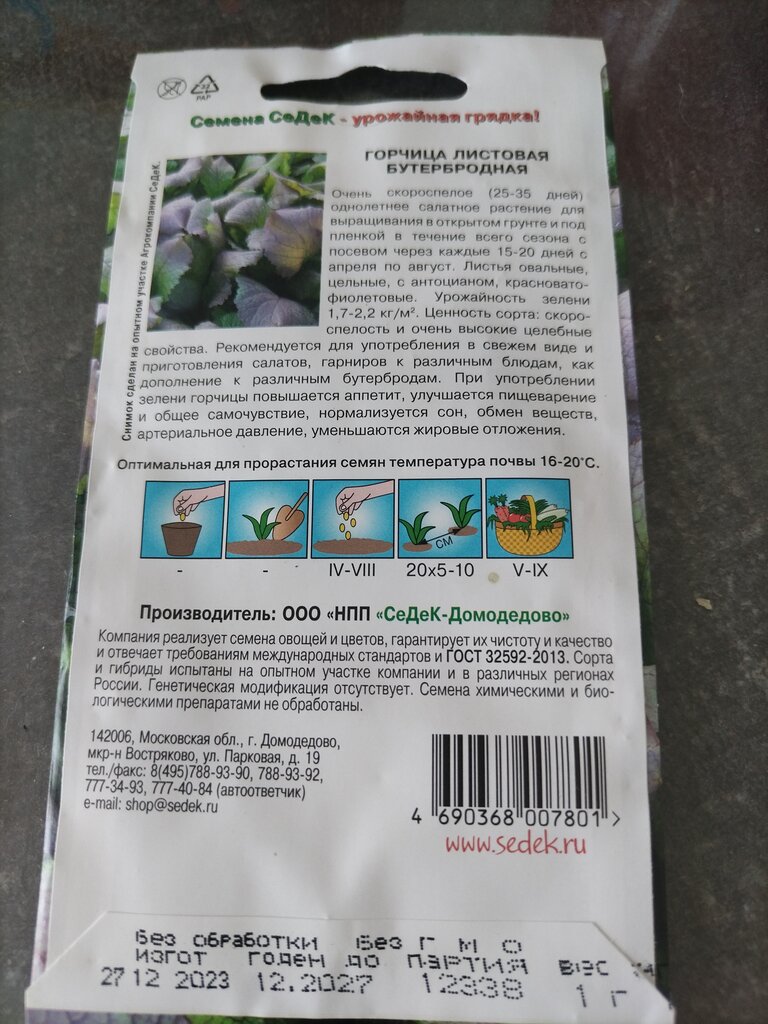 22
PAP
Семена СеДеК - урожайная грядка!
ГОРЧИЦА ЛИСТОВАЯ
БУТЕРБРОДНАЯ
Снимок сделан на опытном участке Агрокомпании СеДеК.
Очень скороспелое (25-35 дней)
однолетнее салатное растение для
выращивания в открытом грунте и под
пленкой в течение всего сезона с
посевом через каждые 15-20 дней с
апреля по август. Листья овальные,
цельные, с антоцианом, красновато-
фиолетовые. Урожайность зелени
1,7-2,2 кг/м². Ценность сорта: скоро-
спелость и очень высокие целебные
свойства. Рекомендуется для употребления в свежем виде и
приготовления салатов, гарниров к различным блюдам, как
дополнение к различным бутербродам. При употреблении
зелени горчицы повышается аппетит, улучшается пищеварение
и общее самочувствие, нормализуется сон, обмен веществ,
артериальное давление, уменьшаются жировые отложения.
Оптимальная для прорастания семян температура почвы 16-20°С.
СМ
- - IV-VIII 20х5-10 V-IX
Производитель: ООО «НПП «СеДеК-Домодедово»
Компания реализует семена овощей и цветов, гарантирует их чистоту и качество
и отвечает требованиям международных стандартов и ГОСТ 32592-2013. Сорта
и гибриды испытаны на опытном участке компании и в различных регионах
России. Генетическая модификация отсутствует. Семена химическими и био-
логическими препаратами не обработаны.
142006, Московская обл., г. Домодедово,
мкр-н Востряково, ул. Парковая, д. 19
тел./факс: 8(495)788-93-90, 788-93-92,
777-34-93, 777-40-84 (автоответчик)
e-mail: shop@sedek.ru
4 690368 007801 >
www.sedek.ru
Без обработки Без Г М О
ИЗГОТ ГОДЕН ДО ПАРТИЯ ВЕС
27 12 2023 12.2027 12338 1 г